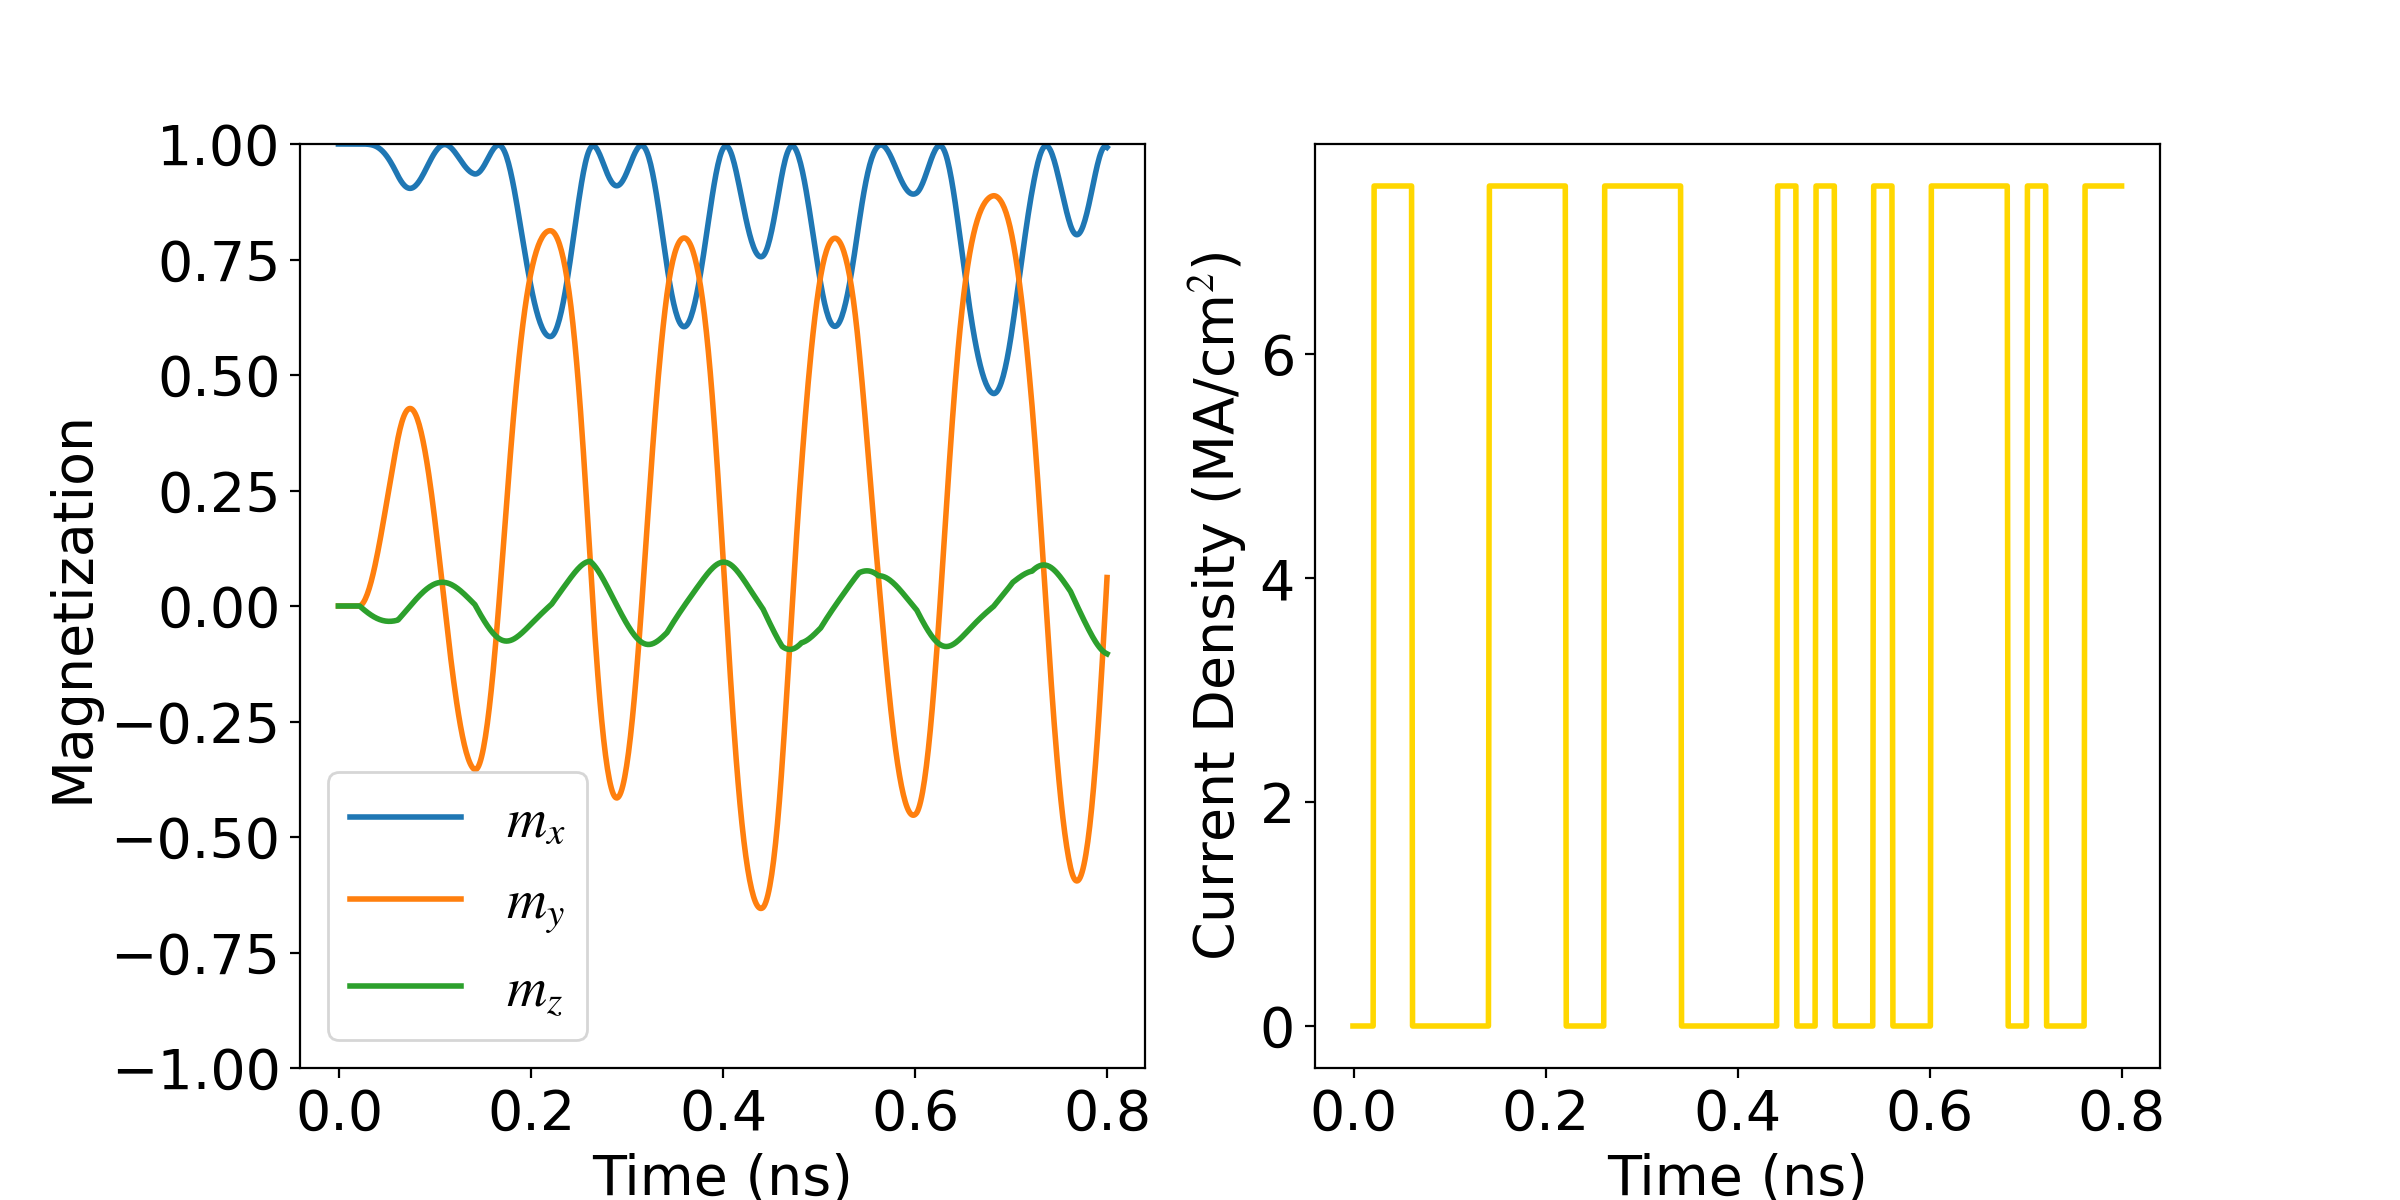 Magnetization
1.00
0.75
0.50
0.25
0.00
−0.25
−0.50
−0.75
−1.00
m_x
m_y
m_z
0.0 0.2 0.4 0.6 0.8
Time (ns)
Current Density (MA/cm²)
6
4
2
0
0.0 0.2 0.4 0.6 0.8
Time (ns)